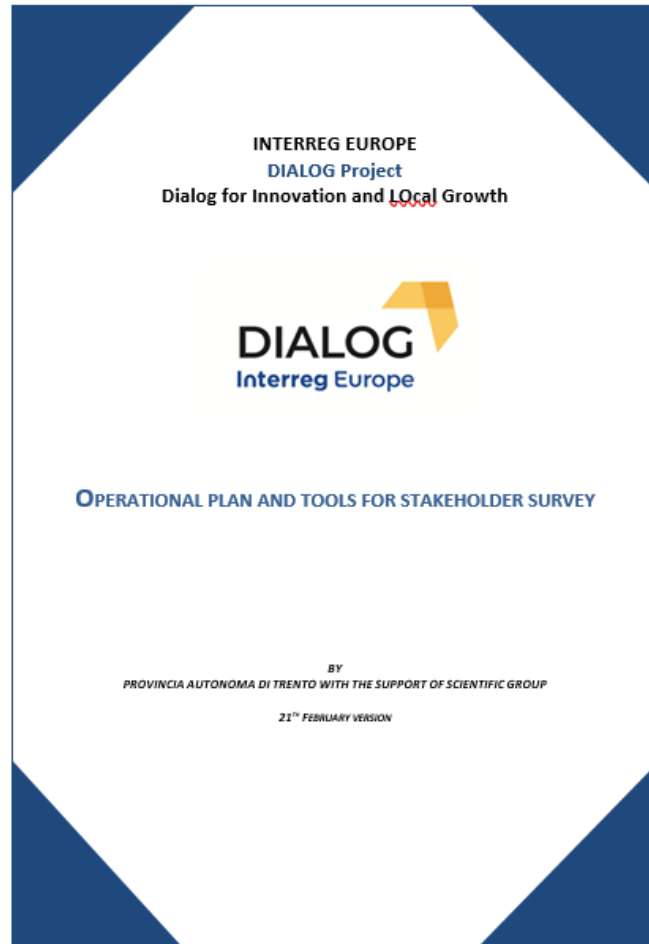 INTERREG EUROPE
DIALOG Project
Dialog for Innovation and LOcal Growth
DIALOG
Interreg Europe
OPERATIONAL PLAN AND TOOLS FOR STAKEHOLDER SURVEY
BY
PROVINCIA AUTONOMA DI TRENTO WITH THE SUPPORT OF SCIENTIFIC GROUP
21TH FEBRUARY VERSION